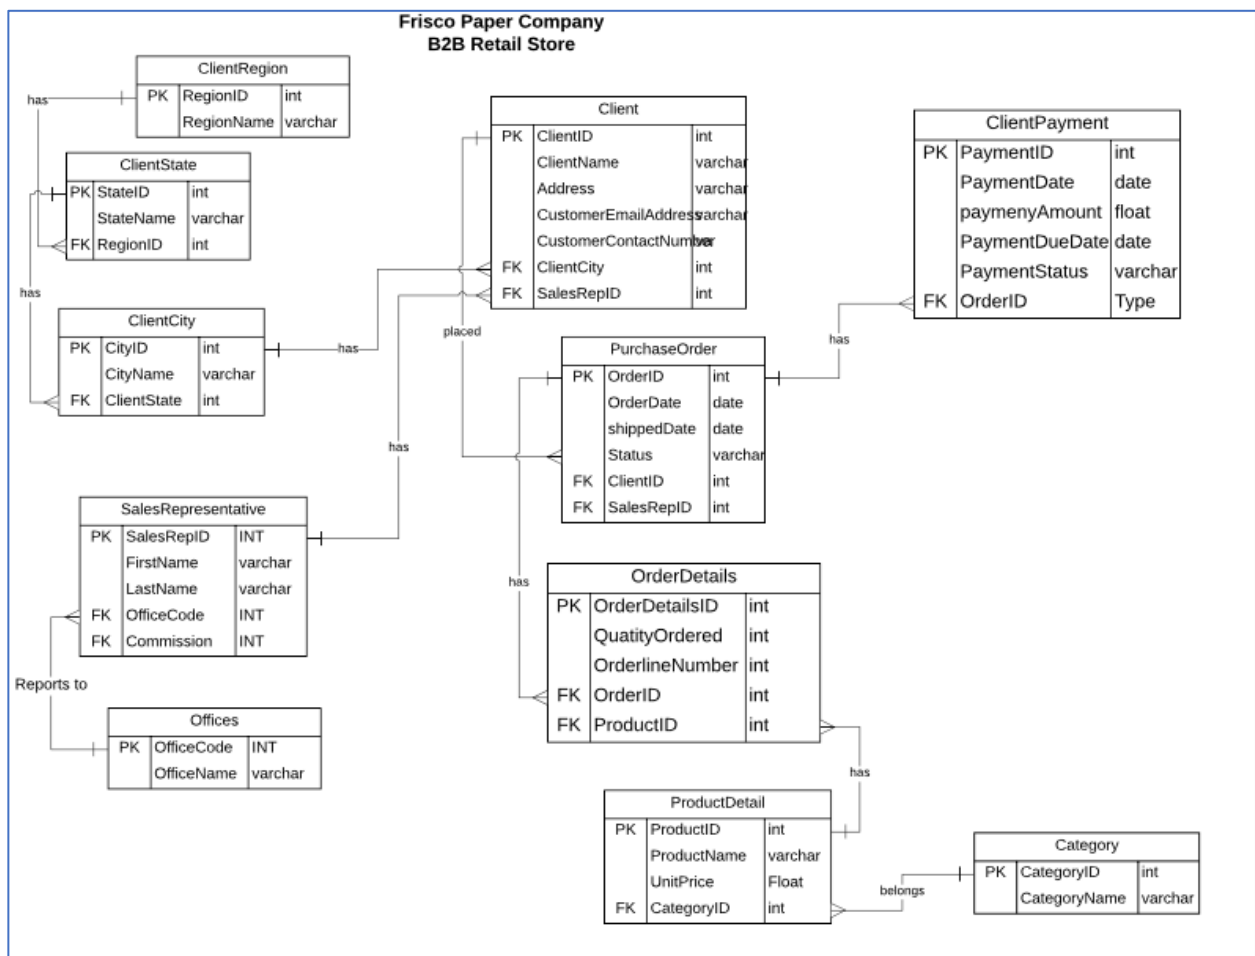 Frisco Paper Company
B2B Retail Store
ClientRegion
PK RegionID int
RegionName varchar
has
ClientState
PK StateID int
StateName varchar
FK RegionID int
has
ClientCity
PK CityID int
CityName varchar
FK ClientState int
has
Client
PK ClientID int
ClientName varchar
Address varchar
CustomerEmailAddress varchar
CustomerContactNumber
FK ClientCity int
FK SalesRepID int
placed
has
ClientPayment
PK PaymentID int
PaymentDate date
paymenyAmount float
PaymentDueDate date
PaymentStatus varchar
FK OrderID Type
has
PurchaseOrder
PK OrderID int
OrderDate date
shippedDate date
Status varchar
FK ClientID int
FK SalesRepID int
has
SalesRepresentative
PK SalesRepID INT
FirstName varchar
LastName varchar
FK OfficeCode INT
FK Commission INT
Reports to
Offices
PK OfficeCode INT
OfficeName varchar
OrderDetails
PK OrderDetailsID int
QuatityOrdered int
OrderlineNumber int
FK OrderID int
FK ProductID int
has
ProductDetail
PK ProductID int
ProductName varchar
UnitPrice Float
FK CategoryID int
belongs
Category
PK CategoryID int
CategoryName varchar